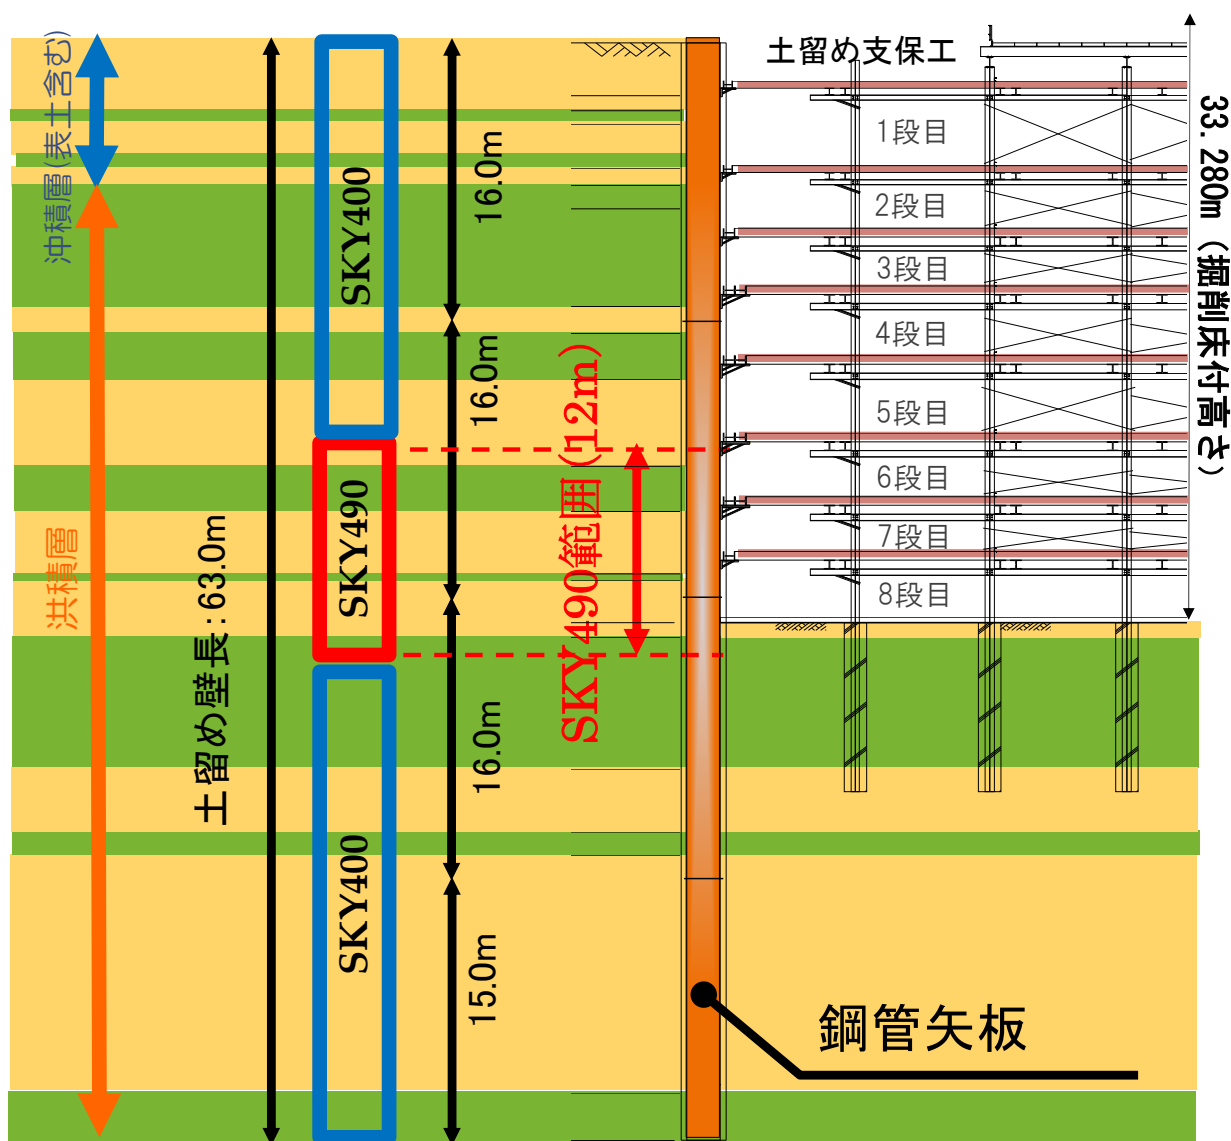 土留め支保工
1段目
2段目
3段目
4段目
5段目
6段目
7段目
8段目
33.280m（掘削床付高さ）
沖積層(表土含む)
洪積層
土留め壁長：63.0m
SKY400
SKY490
SKY400
16.0m
16.0m
16.0m
15.0m
SKY490範囲(12m)
鋼管矢板